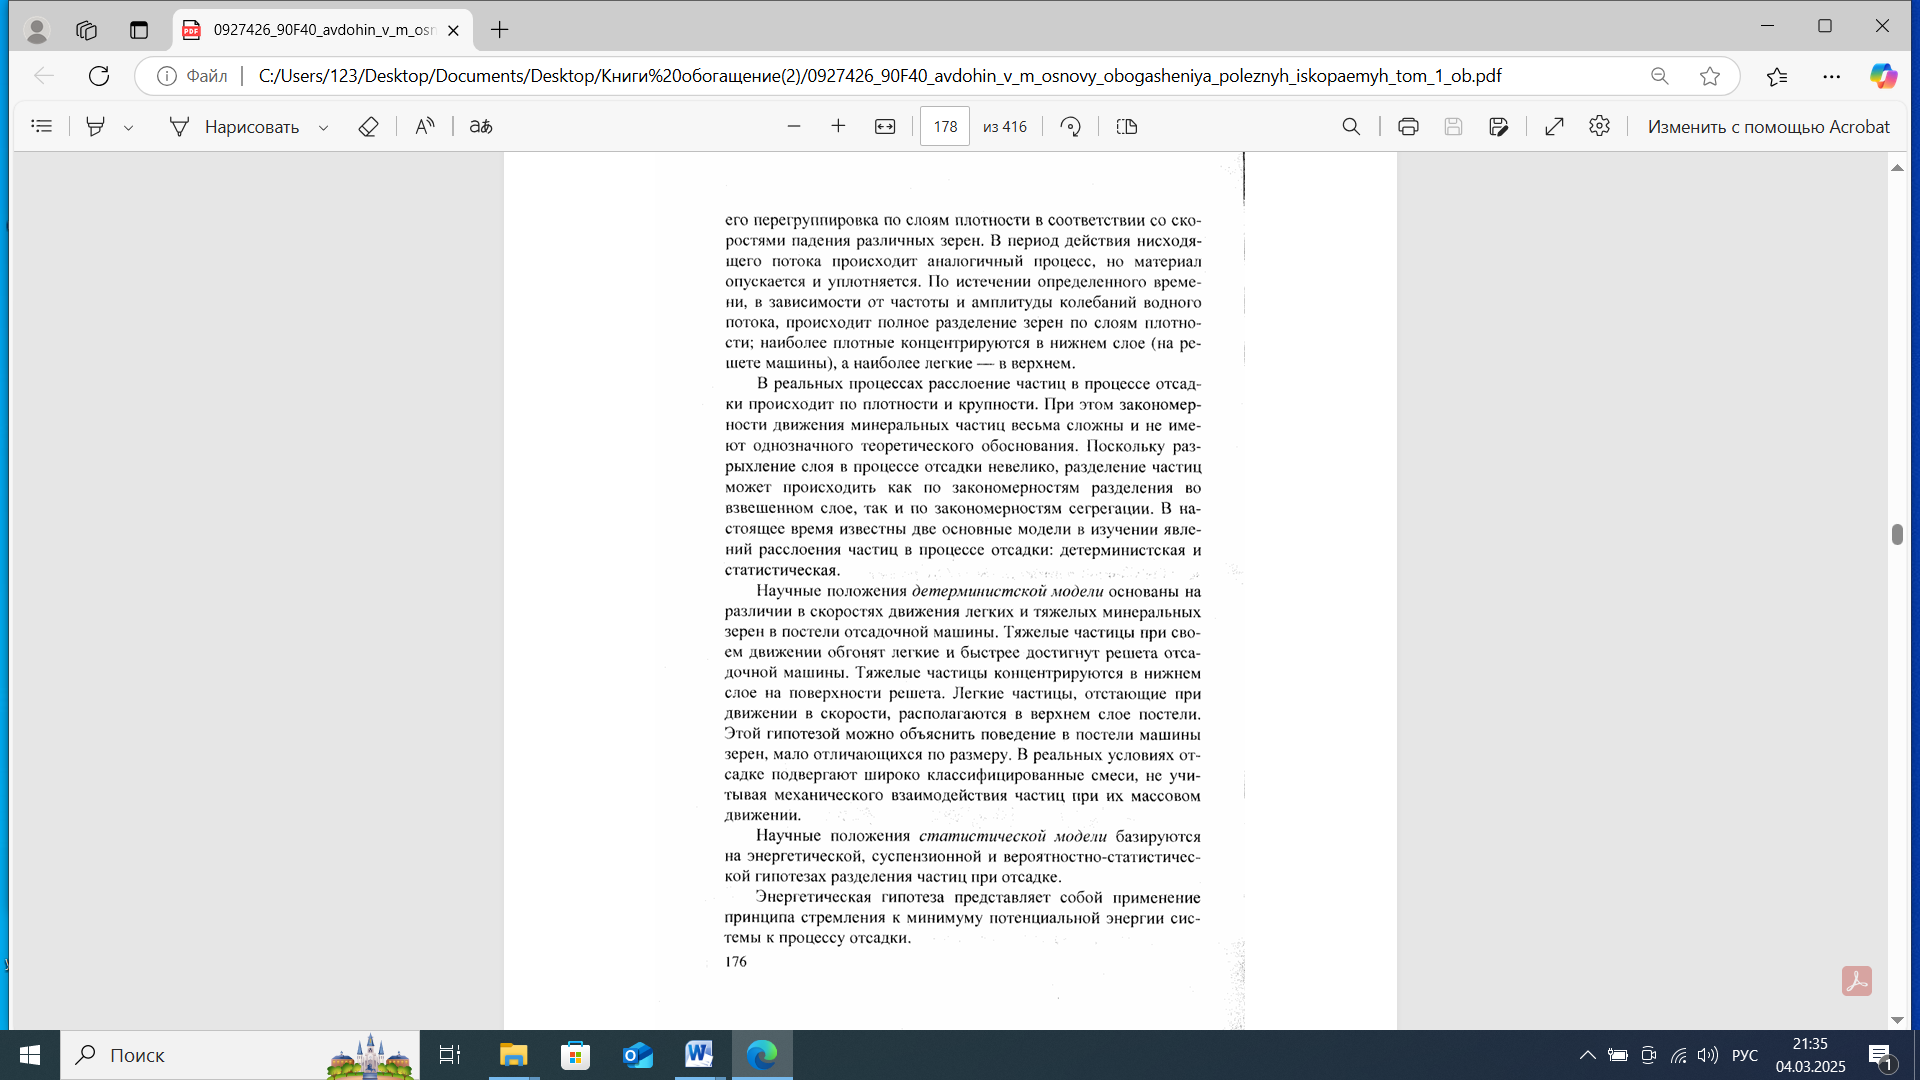 0927426_90F40_avdohin_v_m_osn
Файл
C:/Users/123/Desktop/Documents/Desktop/Книги%20обогащение(2)/0927426_90F40_avdohin_v_m_osnovy_obogasheniya_poleznyh_iskopaemyh_tom_1_ob.pdf
Нарисовать
178 из 416
Изменить с помощью Acrobat
его перегруппировка по слоям плотности в соответствии со ско-
ростями падения различных зерен. В период действия нисходя-
щего потока происходит аналогичный процесс, но материал
опускается и уплотняется. По истечении определенного време-
ни, в зависимости от частоты и амплитуды колебаний водного
потока, происходит полное разделение зерен по слоям плотно-
сти; наиболее плотные концентрируются в нижнем слое (на ре-
шете машины), а наиболее легкие — в верхнем.
В реальных процессах расслоение частиц в процессе отсад-
ки происходит по плотности и крупности. При этом закономер-
ности движения минеральных частиц весьма сложны и не име-
ют однозначного теоретического обоснования. Поскольку раз-
рыхление слоя в процессе отсадки невелико, разделение частиц
может происходить как по закономерностям разделения во
взвешенном слое, так и по закономерностям сегрегации. В на-
стоящее время известны две основные модели в изучении явле-
ний расслоения частиц в процессе отсадки: детерминистская и
статистическая.
Научные положения детерминистской модели основаны на
различии в скоростях движения легких и тяжелых минеральных
зерен в постели отсадочной машины. Тяжелые частицы при сво-
ем движении обгонят легкие и быстрее достигнут решета отса-
дочной машины. Тяжелые частицы концентрируются в нижнем
слое на поверхности решета. Легкие частицы, отстающие при
движении в скорости, располагаются в верхнем слое постели.
Этой гипотезой можно объяснить поведение в постели машины
зерен, мало отличающихся по размеру. В реальных условиях от-
садке подвергают широко классифицированные смеси, не учи-
тывая механического взаимодействия частиц при их массовом
движении.
Научные положения статистической модели базируются
на энергетической, суспензионной и вероятностно-статистичес-
кой гипотезах разделения частиц при отсадке.
Энергетическая гипотеза представляет собой применение
принципа стремления к минимуму потенциальной энергии сис-
темы к процессу отсадки.
176
Поиск
РУС
21:35
04.03.2025
1